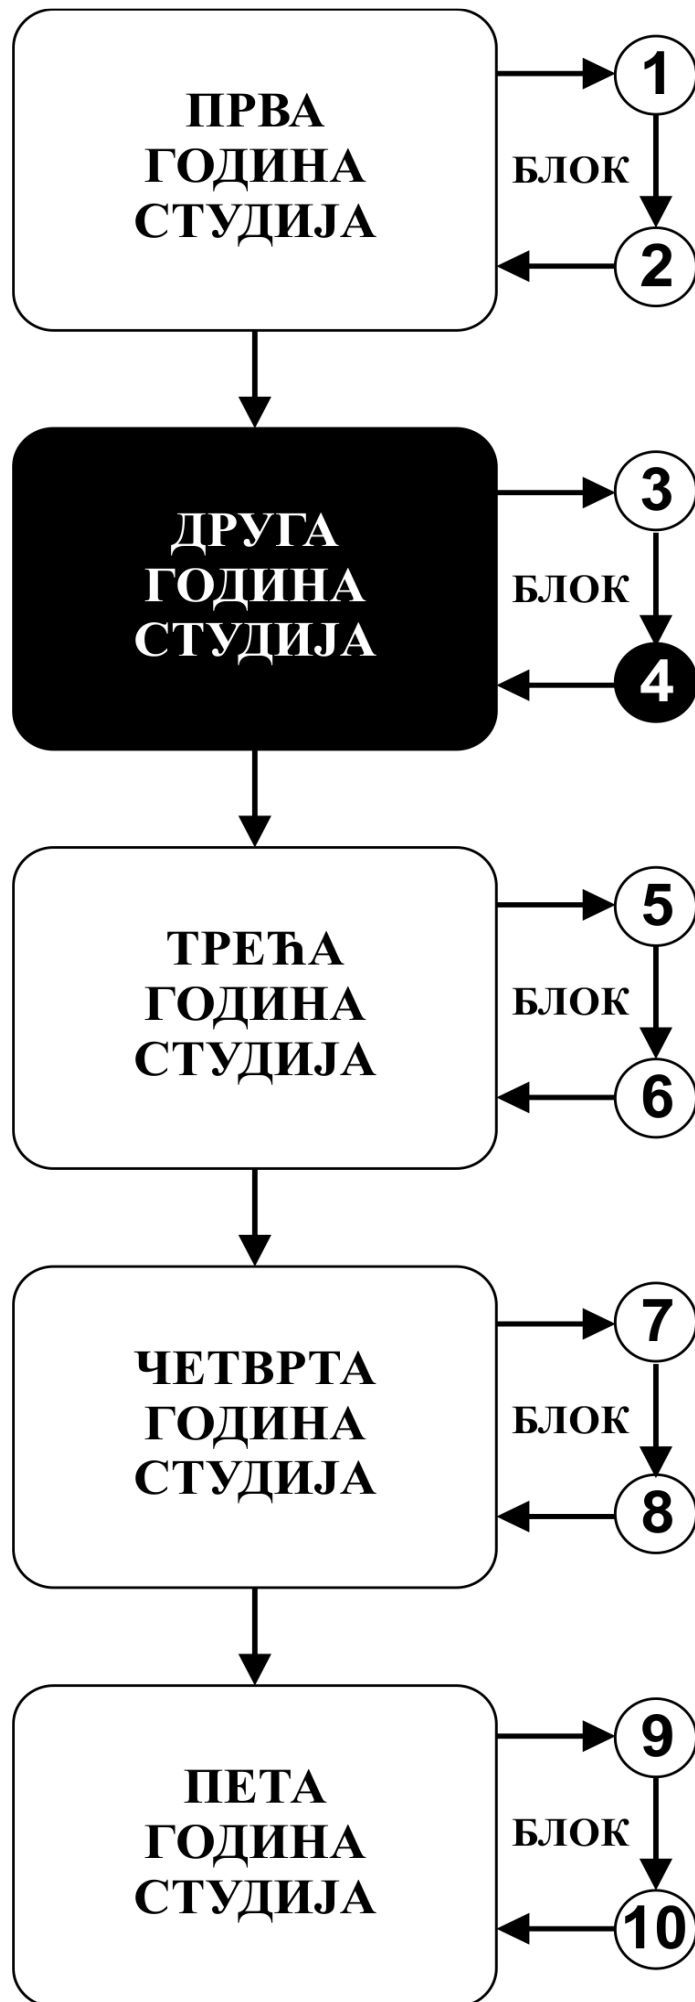 ПРВА
ГОДИНА
СТУДИЈА
1
БЛОК
2
ДРУГА
ГОДИНА
СТУДИЈА
3
БЛОК
4
ТРЕЋА
ГОДИНА
СТУДИЈА
5
БЛОК
6
ЧЕТВРТА
ГОДИНА
СТУДИЈА
7
БЛОК
8
ПЕТА
ГОДИНА
СТУДИЈА
9
БЛОК
10